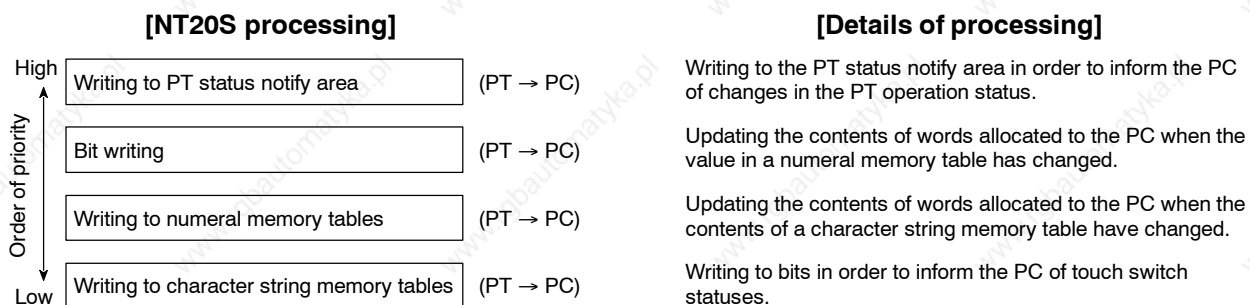 [NT20S processing]
[Details of processing]
High
Order of priority
Low
Writing to PT status notify area
(PT → PC)
Writing to the PT status notify area in order to inform the PC
of changes in the PT operation status.
Bit writing
(PT → PC)
Updating the contents of words allocated to the PC when the
value in a numeral memory table has changed.
Writing to numeral memory tables
(PT → PC)
Updating the contents of words allocated to the PC when the
contents of a character string memory table have changed.
Writing to character string memory tables
(PT → PC)
Writing to bits in order to inform the PC of touch switch
statuses.